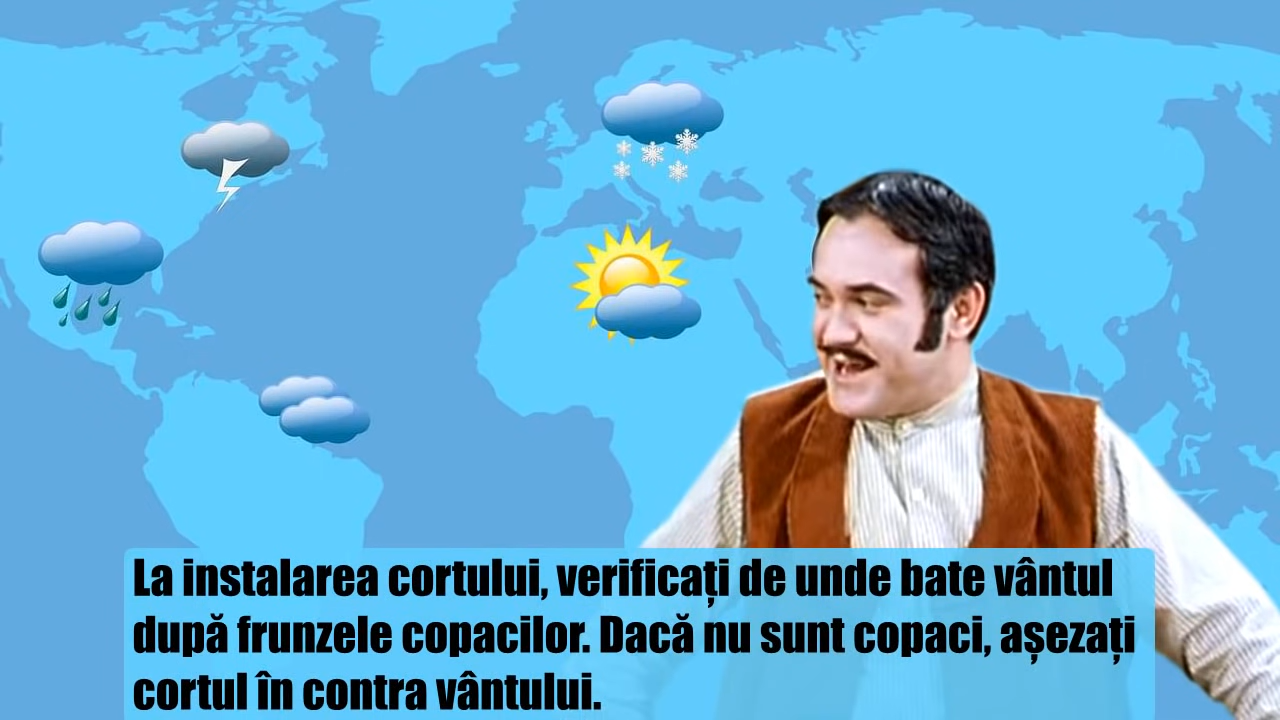 La instalarea cortului, verificați de unde bate vântul
după frunzele copacilor. Dacă nu sunt copaci, așezați
cortul în contra vântului.